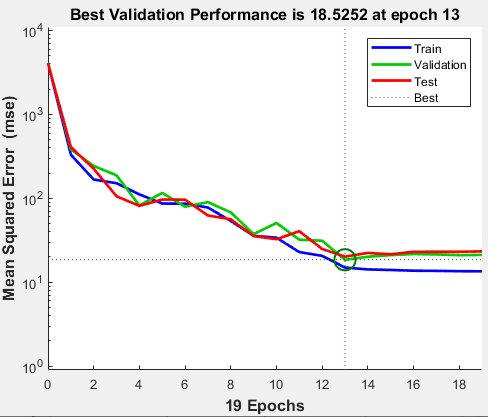 Best Validation Performance is 18.5252 at epoch 13
Train
Validation
Test
Best
Mean Squared Error (mse)
10^4
10^3
10^2
10^1
10^0
0 2 4 6 8 10 12 14 16 18
19 Epochs